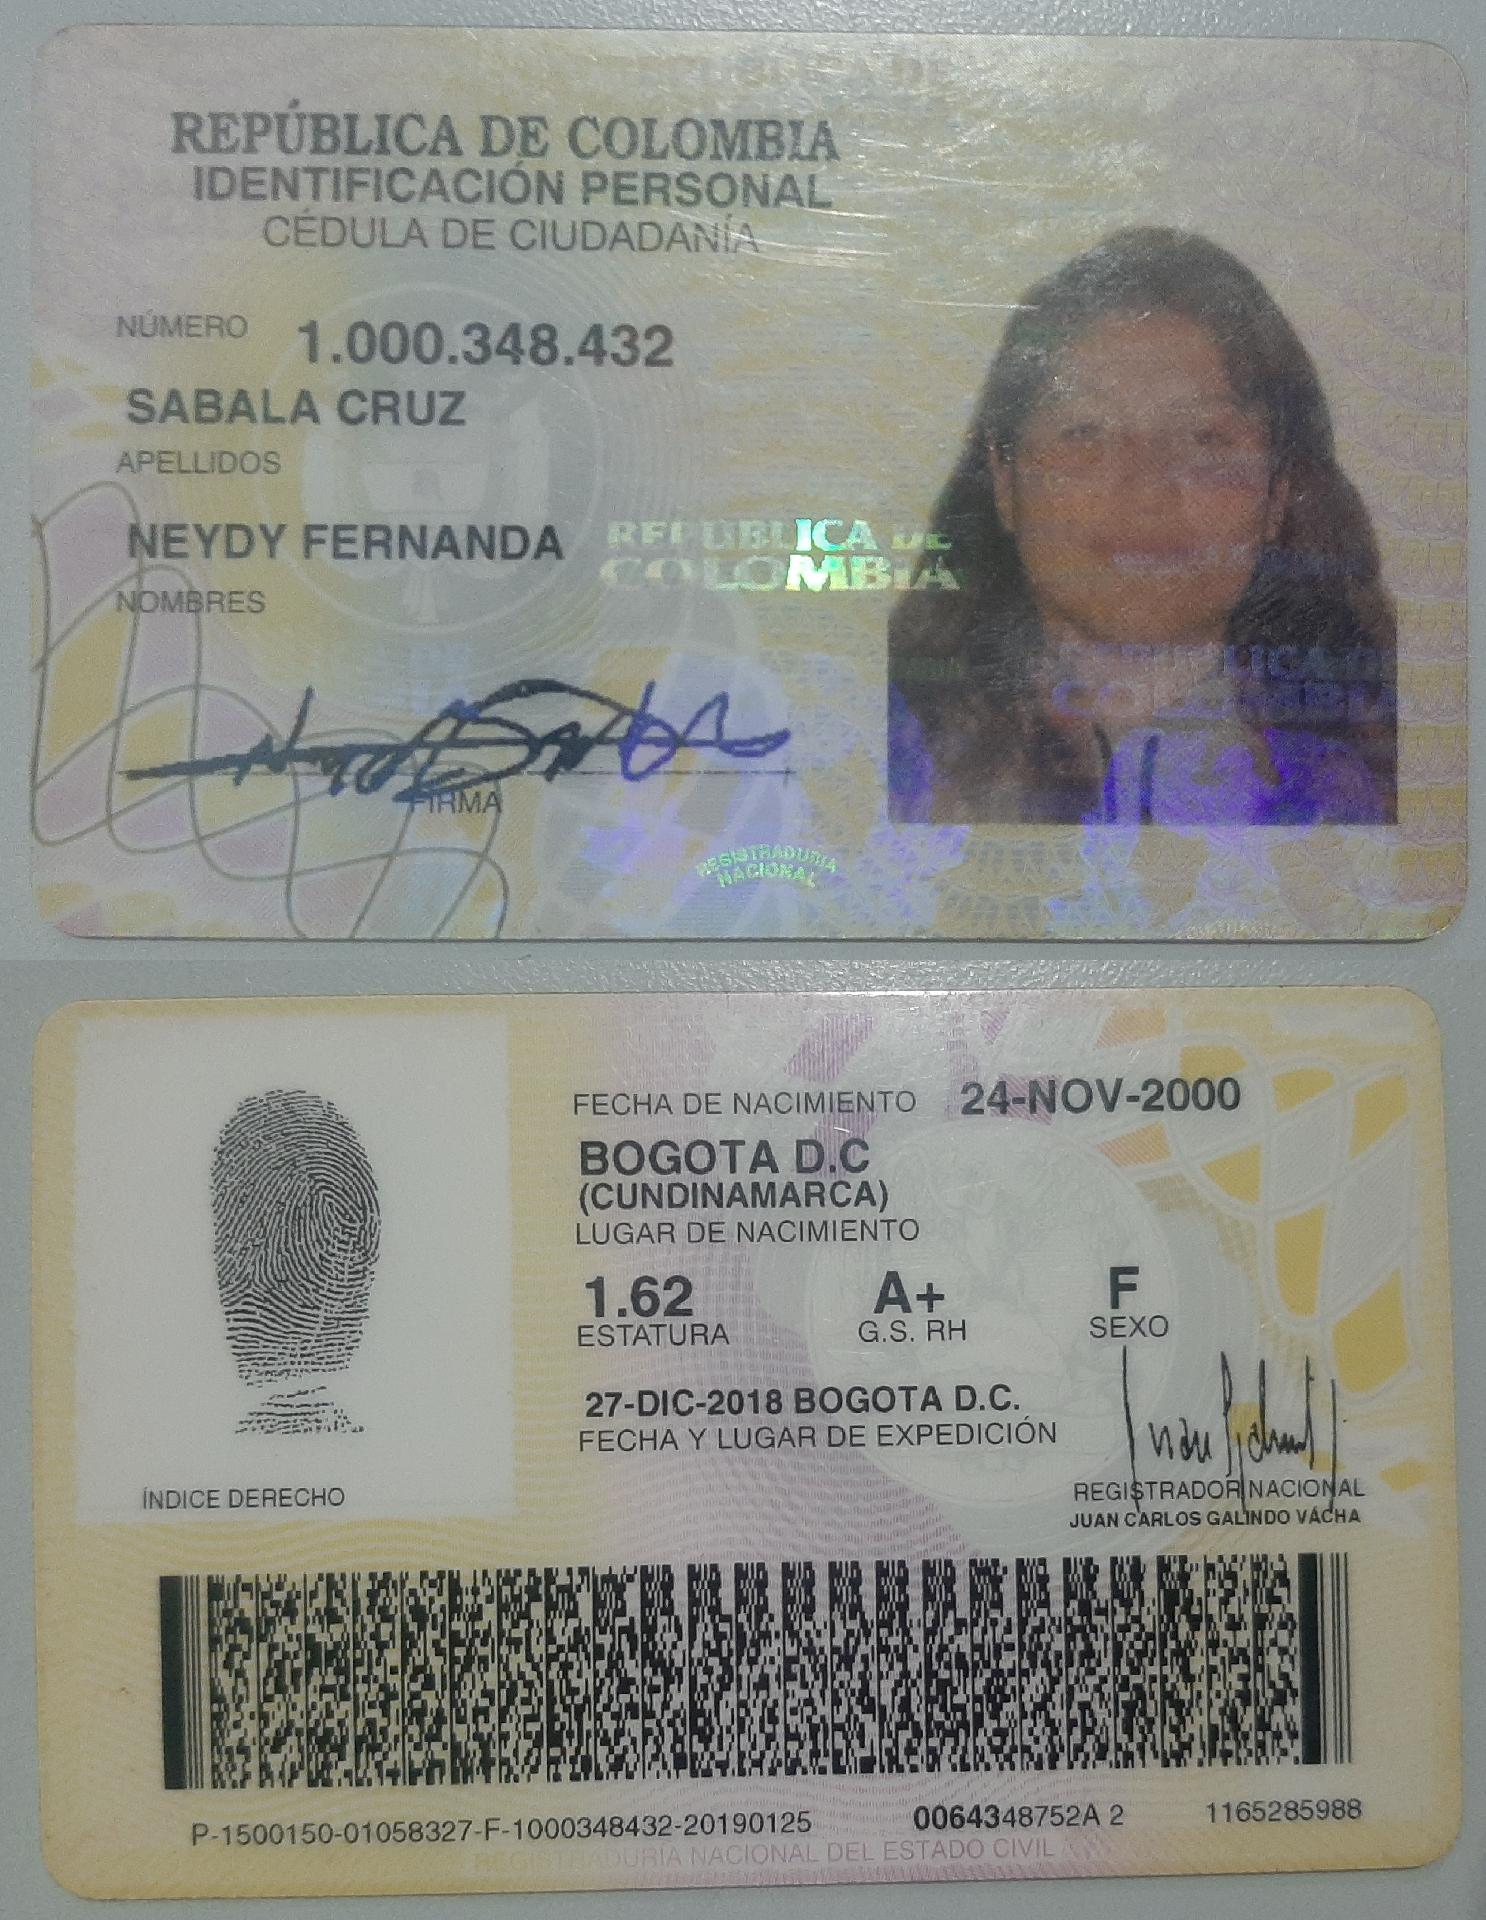 REPÚBLICA DE COLOMBIA
IDENTIFICACIÓN PERSONAL
CÉDULA DE CIUDADANÍA
NÚMERO 1.000.348.432
SABALA CRUZ
APELLIDOS
NEYDY FERNANDA
NOMBRES
REPUBLICA DE
COLOMBIA
REPUBLICA DE
COLOMBIA
FIRMA
REGISTRADURIA
NACIONAL
FECHA DE NACIMIENTO 24-NOV-2000
BOGOTA D.C
(CUNDINAMARCA)
LUGAR DE NACIMIENTO
1.62 A+ F
ESTATURA G.S. RH SEXO
27-DIC-2018 BOGOTA D.C.
FECHA Y LUGAR DE EXPEDICIÓN
ÍNDICE DERECHO
REGISTRADOR NACIONAL
JUAN CARLOS GALINDO VÁCHA
P-1500150-01058327-F-1000348432-20190125 0064348752A 2 1165285988
REGISTRADURIA NACIONAL DEL ESTADO CIVIL